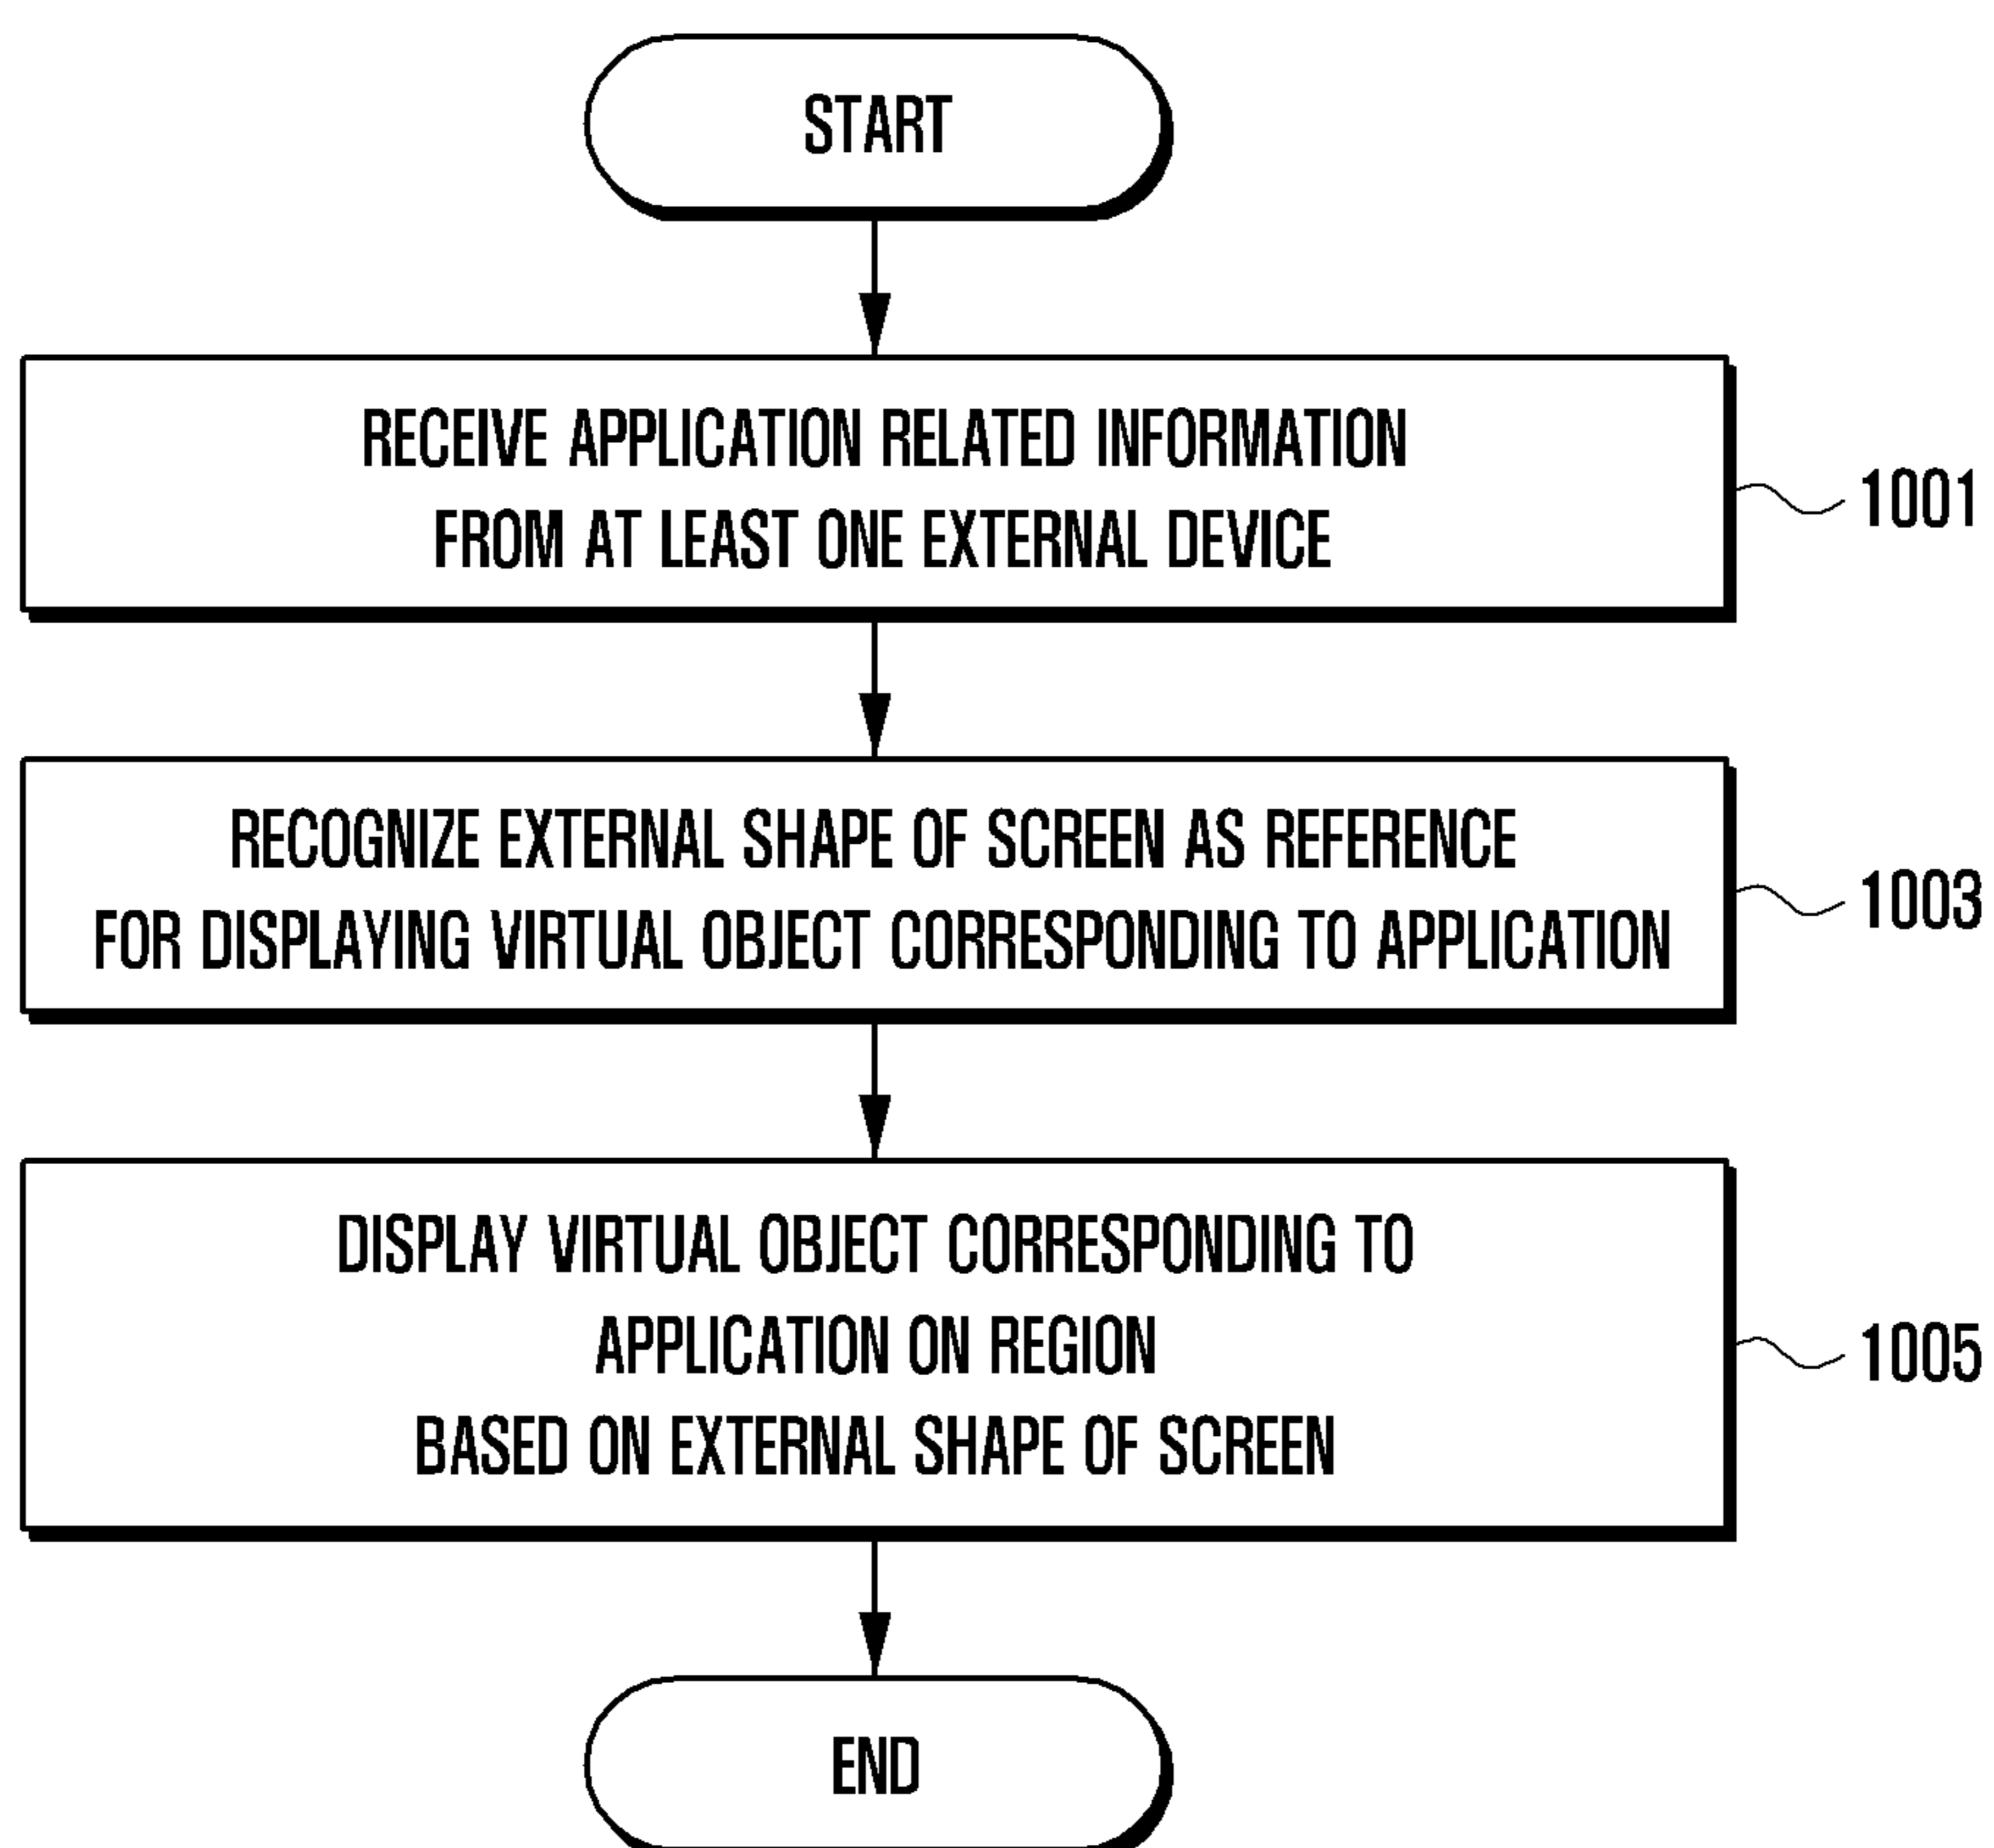 START
RECEIVE APPLICATION RELATED INFORMATION
FROM AT LEAST ONE EXTERNAL DEVICE
1001
RECOGNIZE EXTERNAL SHAPE OF SCREEN AS REFERENCE
FOR DISPLAYING VIRTUAL OBJECT CORRESPONDING TO APPLICATION
1003
DISPLAY VIRTUAL OBJECT CORRESPONDING TO
APPLICATION ON REGION
BASED ON EXTERNAL SHAPE OF SCREEN
1005
END